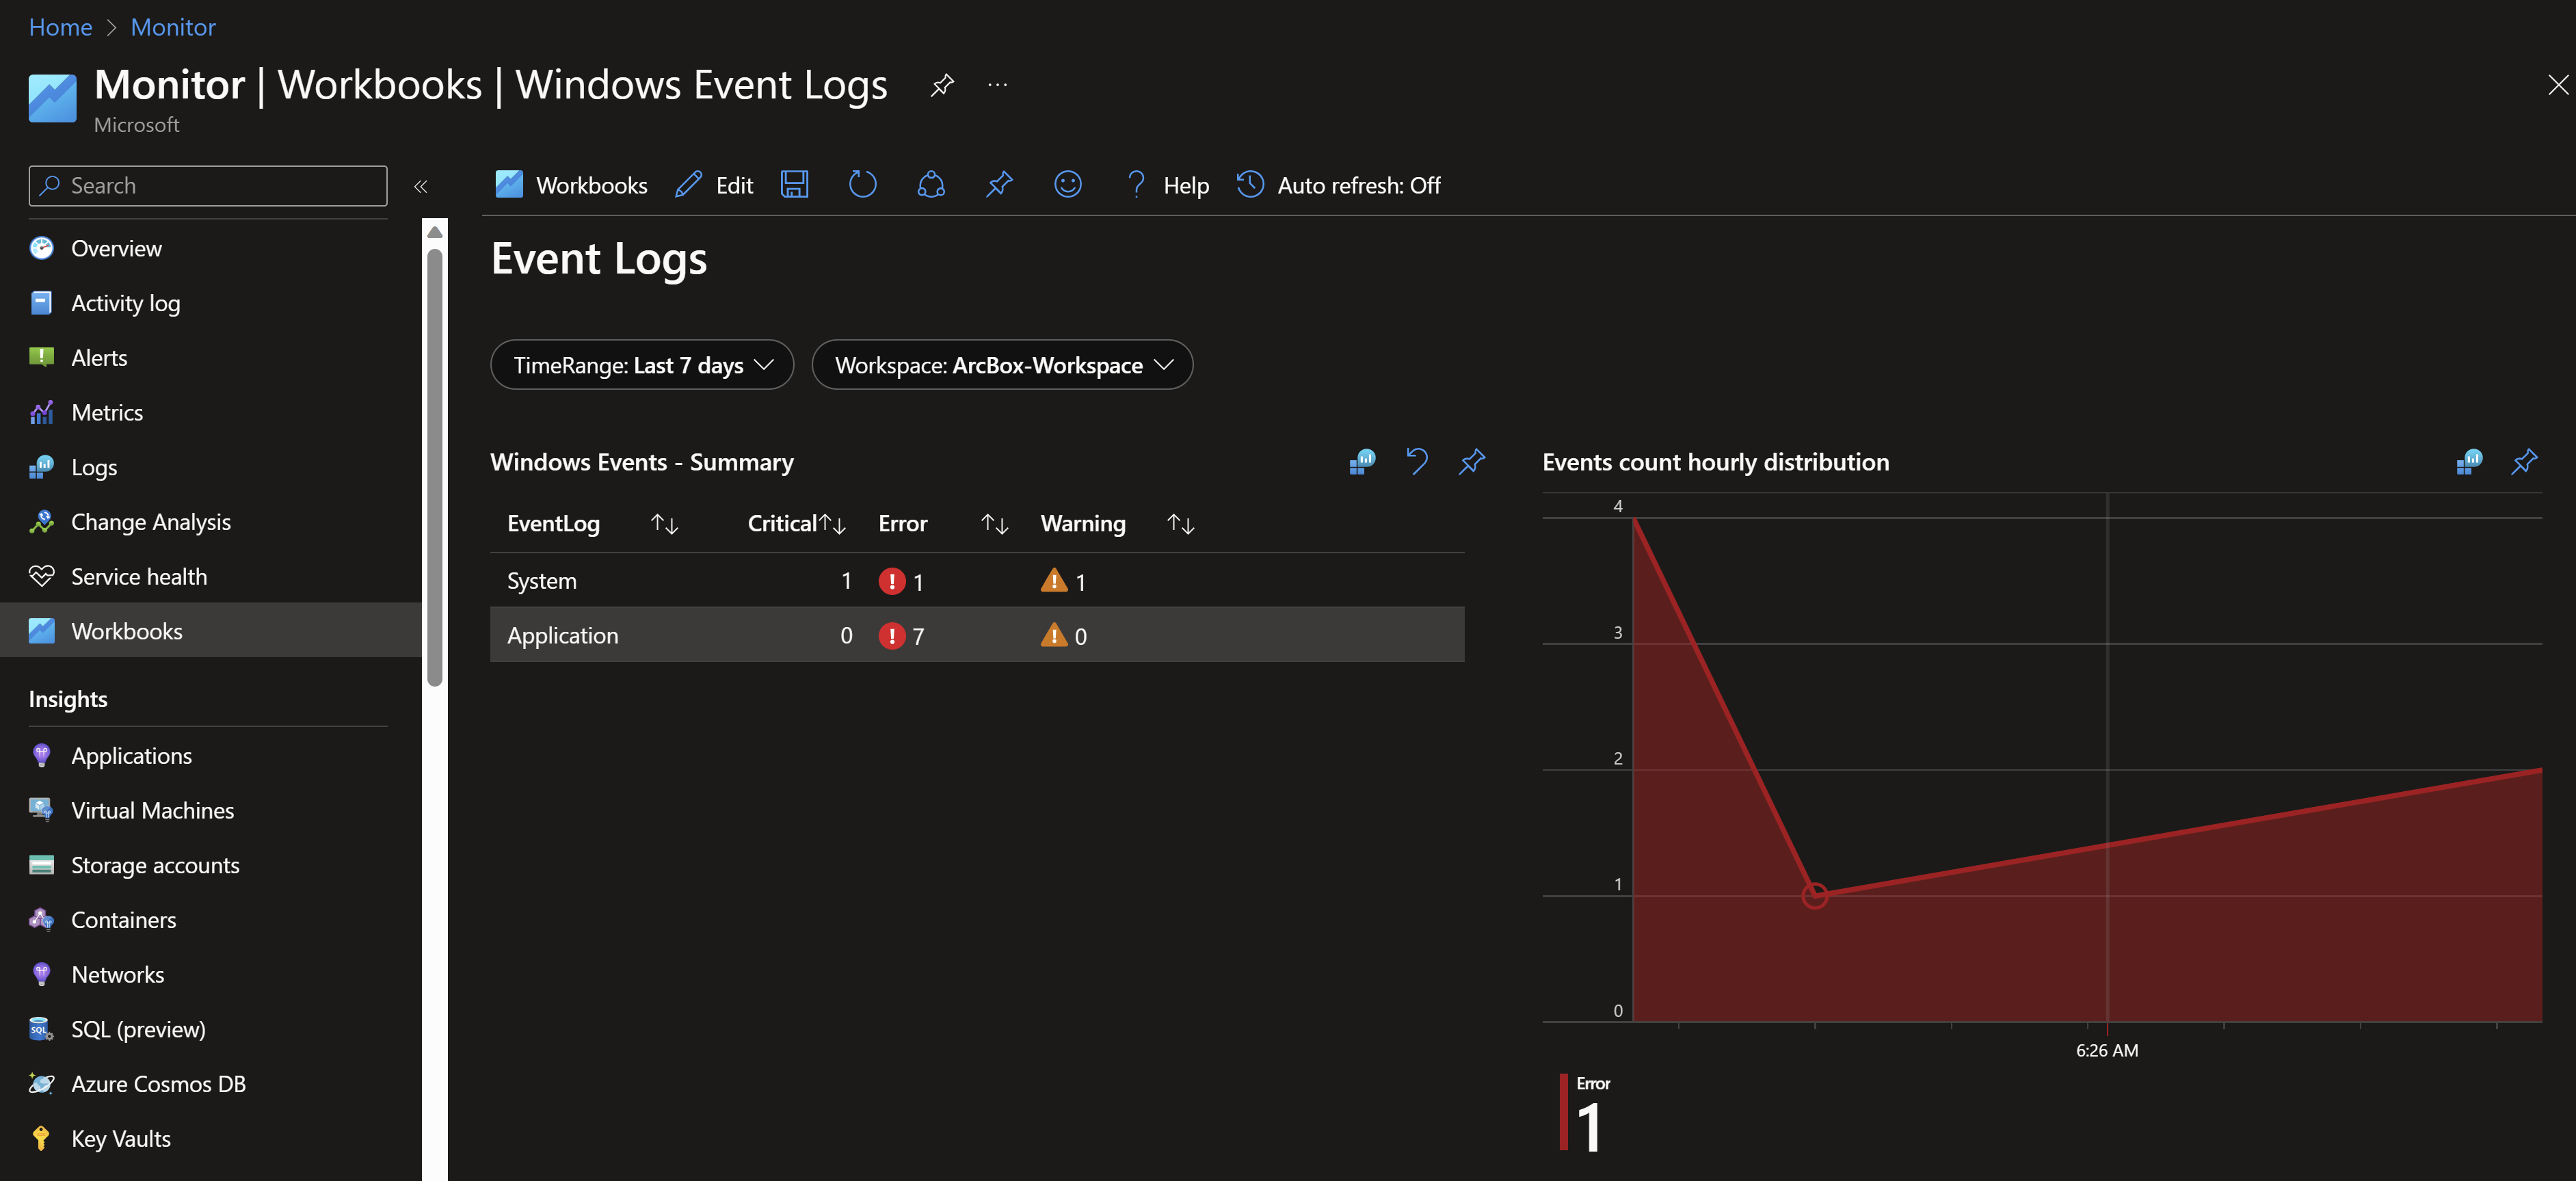 Home > Monitor
Monitor | Workbooks | Windows Event Logs ...
Microsoft
Search
«
Overview
Activity log
Alerts
Metrics
Logs
Change Analysis
Service health
Workbooks
Insights
Applications
Virtual Machines
Storage accounts
Containers
Networks
SQL (preview)
Azure Cosmos DB
Key Vaults
Workbooks Edit ? Help Auto refresh: Off
Event Logs
TimeRange: Last 7 days Workspace: ArcBox-Workspace
Windows Events - Summary
EventLog ↑↓ Critical↑↓ Error ↑↓ Warning ↑↓
System 1 1 1
Application 0 7 0
Events count hourly distribution
4
3
2
1
0
6:26 AM
Error
1